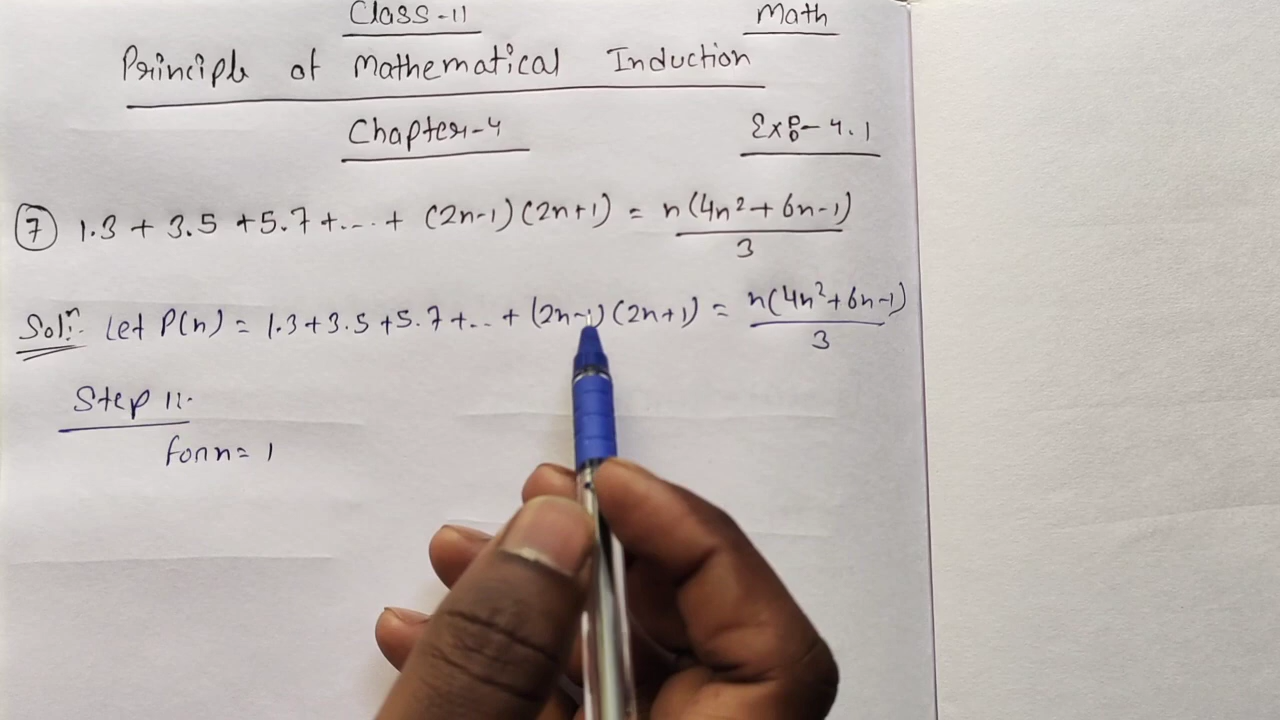 Class-11 Math
Principle of Mathematical Induction
Chapter-4 Exº-4.1
(7) 1.3 + 3.5 + 5.7 + ... + (2n-1)(2n+1) = n(4n²+6n-1)/3
Solⁿ:- Let P(n) = 1.3+3.5+5.7+... + (2n-1)(2n+1) = n(4n²+6n-1)/3
Step 1:-
for n = 1